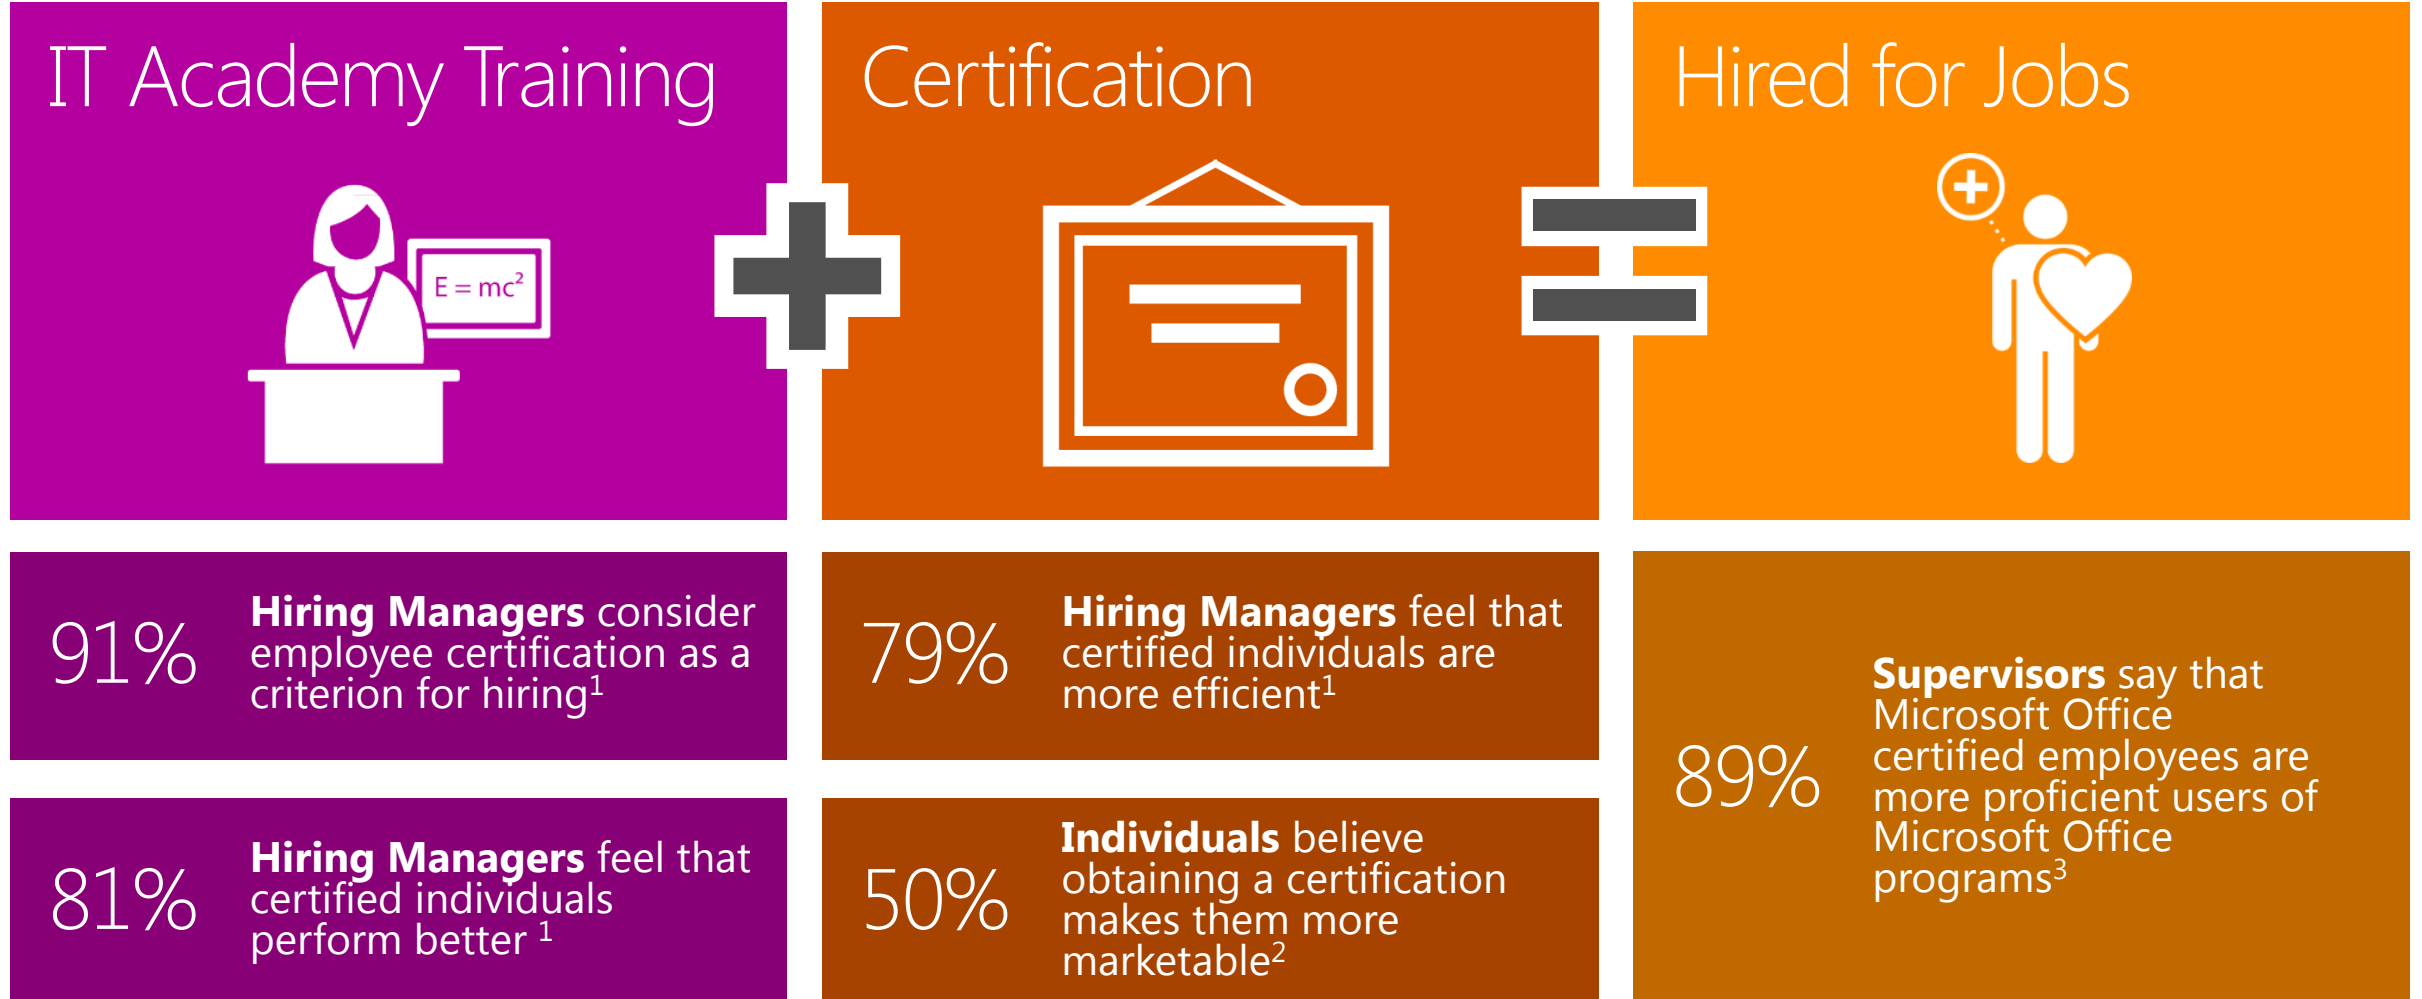 IT Academy Training
E = mc²
Certification
Hired for Jobs
91%
Hiring Managers consider
employee certification as a
criterion for hiring¹
81%
Hiring Managers feel that
certified individuals
perform better ¹
79%
Hiring Managers feel that
certified individuals are
more efficient¹
50%
Individuals believe
obtaining a certification
makes them more
marketable²
89%
Supervisors say that
Microsoft Office
certified employees are
more proficient users of
Microsoft Office
programs³